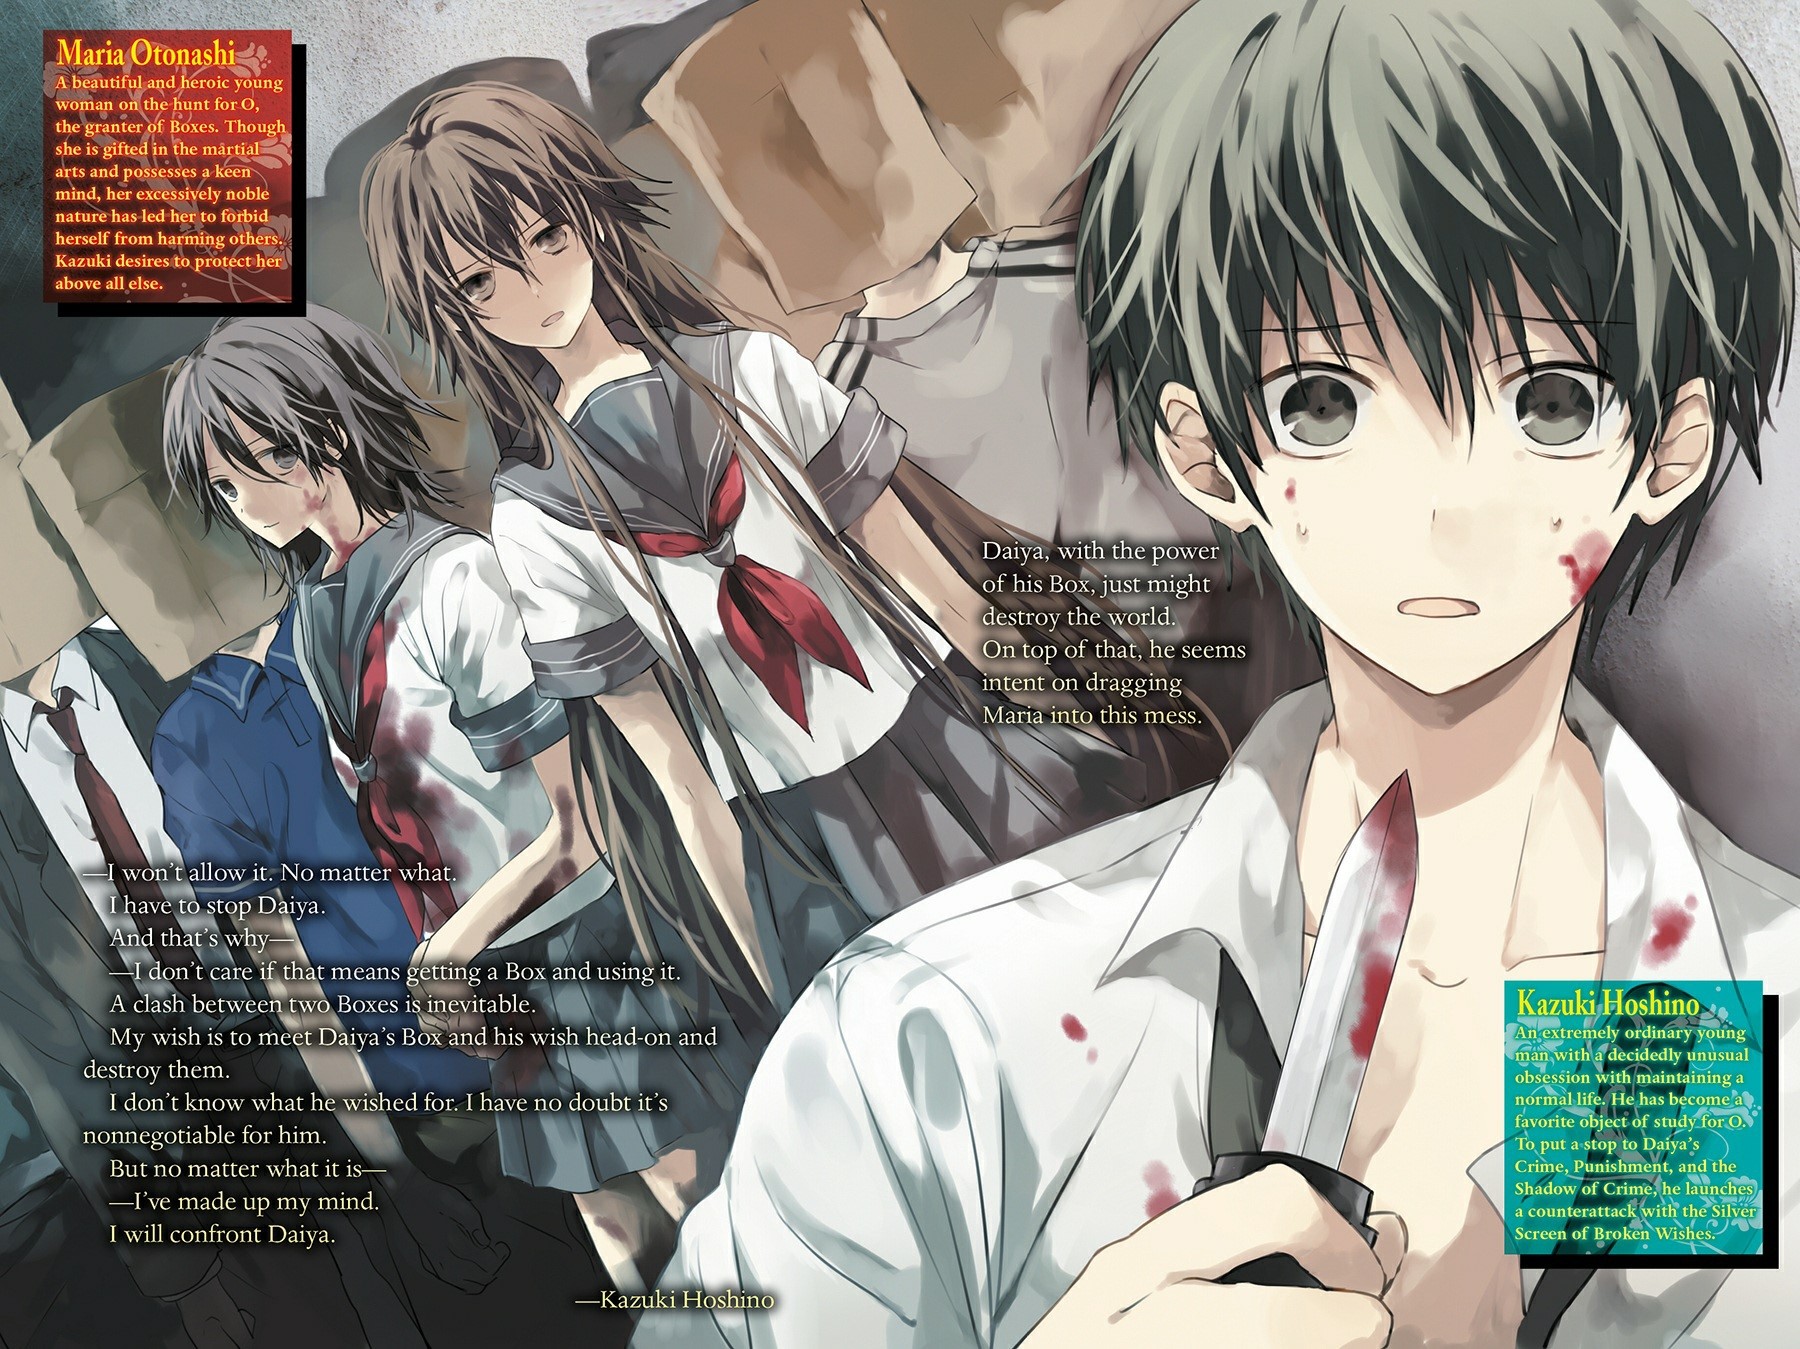 Maria Otonashi
A beautiful and heroic young
woman on the hunt for O,
the granter of Boxes. Though
she is gifted in the martial
arts and possesses a keen
mind, her excessively noble
nature has led her to forbid
herself from harming others.
Kazuki desires to protect her
above all else.
Daiya, with the power
of his Box, just might
destroy the world.
On top of that, he seems
intent on dragging
Maria into this mess.
—I won’t allow it. No matter what.
I have to stop Daiya.
And that’s why—
—I don’t care if that means getting a Box and using it.
A clash between two Boxes is inevitable.
My wish is to meet Daiya’s Box and his wish head-on and
destroy them.
I don’t know what he wished for. I have no doubt it’s
nonnegotiable for him.
But no matter what it is—
—I’ve made up my mind.
I will confront Daiya.
—Kazuki Hoshino
Kazuki Hoshino
An extremely ordinary young
man with a decidedly unusual
obsession with maintaining a
normal life. He has become a
favorite object of study for O.
To put a stop to Daiya’s
Crime, Punishment, and the
Shadow of Crime, he launches
a counterattack with the Silver
Screen of Broken Wishes.